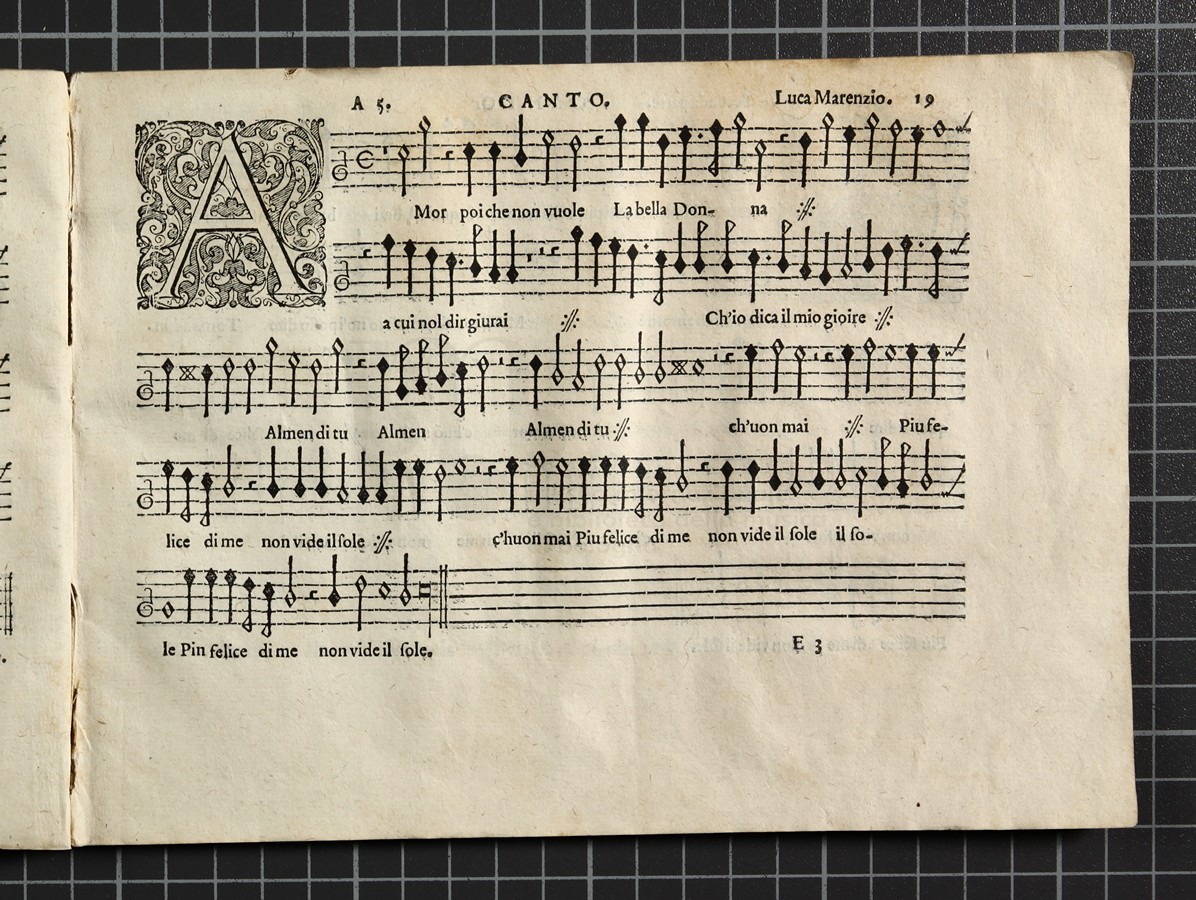 A 5. CANTO. Luca Marenzio. 19
A
Mor poi che non vuole La bella Don- na ://:
a cui nol dir giurai :// : Ch'io dica il mio gioire :// :
Almen di tu Almen Almen di tu :// : ch'uon mai :// : Piu fe-
lice di me non vide il sole :// : c'huon mai Piu felice di me non vide il sole il so-
le Pin felice di me non vide il sole.
E 3